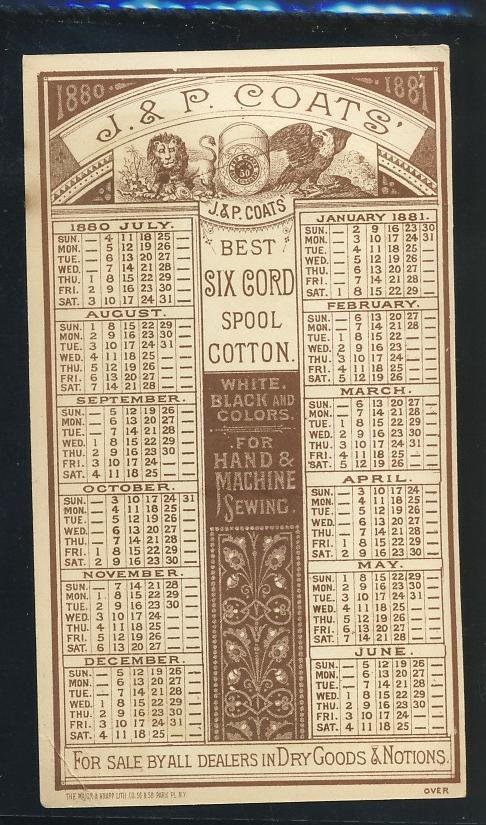 1880
1881
J. & P. COATS'
50
J. & P. COATS
BEST
SIX CORD
SPOOL
COTTON.
WHITE.
BLACK AND
COLORS.
FOR
HAND &
MACHINE
SEWING.
1880 JULY.
SUN. — 4 11 18 25 —
MON. — 5 12 19 26 —
TUE. — 6 13 20 27 —
WED. — 7 14 21 28 —
THU. 1 8 15 22 29 —
FRI. 2 9 16 23 30 —
SAT. 3 10 17 24 31 —
AUGUST.
SUN. 1 8 15 22 29 —
MON. 2 9 16 23 30 —
TUE. 3 10 17 24 31 —
WED. 4 11 18 25 — —
THU. 5 12 19 26 — —
FRI. 6 13 20 27 — —
SAT. 7 14 21 28 — —
SEPTEMBER.
SUN. — 5 12 19 26 —
MON. — 6 13 20 27 —
TUE. — 7 14 21 28 —
WED. 1 8 15 22 29 —
THU. 2 9 16 23 30 —
FRI. 3 10 17 24 — —
SAT. 4 11 18 25 — —
OCTOBER.
SUN. — 3 10 17 24 31
MON. — 4 11 18 25 —
TUE. — 5 12 19 26 —
WED. — 6 13 20 27 —
THU. — 7 14 21 28 —
FRI. 1 8 15 22 29 —
SAT. 2 9 16 23 30 —
NOVEMBER.
SUN. — 7 14 21 28 —
MON. 1 8 15 22 29 —
TUE. 2 9 16 23 30 —
WED. 3 10 17 24 — —
THU. 4 11 18 25 — —
FRI. 5 12 19 26 — —
SAT. 6 13 20 27 — —
DECEMBER.
SUN. — 5 12 19 26 —
MON. — 6 13 20 27 —
TUE. — 7 14 21 28 —
WED. 1 8 15 22 29 —
THU. 2 9 16 23 30 —
FRI. 3 10 17 24 31 —
SAT. 4 11 18 25 — —
JANUARY 1881.
SUN. — 2 9 16 23 30
MON. — 3 10 17 24 31
TUE. — 4 11 18 25 —
WED. — 5 12 19 26 —
THU. — 6 13 20 27 —
FRI. — 7 14 21 28 —
SAT. 1 8 15 22 29 —
FEBRUARY.
SUN. — 6 13 20 27 —
MON. — 7 14 21 28 —
TUE. 1 8 15 22 — —
WED. 2 9 16 23 — —
THU. 3 10 17 24 — —
FRI. 4 11 18 25 — —
SAT. 5 12 19 26 — —
MARCH.
SUN. — 6 13 20 27 —
MON. — 7 14 21 28 —
TUE. 1 8 15 22 29 —
WED. 2 9 16 23 30 —
THU. 3 10 17 24 31 —
FRI. 4 11 18 25 — —
SAT. 5 12 19 26 — —
APRIL.
SUN. — 3 10 17 24 —
MON. — 4 11 18 25 —
TUE. — 5 12 19 26 —
WED. — 6 13 20 27 —
THU. — 7 14 21 28 —
FRI. 1 8 15 22 29 —
SAT. 2 9 16 23 30 —
MAY.
SUN. 1 8 15 22 29 —
MON. 2 9 16 23 30 —
TUE. 3 10 17 24 31 —
WED. 4 11 18 25 — —
THU. 5 12 19 26 — —
FRI. 6 13 20 27 — —
SAT. 7 14 21 28 — —
JUNE.
SUN. — 5 12 19 26 —
MON. — 6 13 20 27 —
TUE. — 7 14 21 28 —
WED. 1 8 15 22 29 —
THU. 2 9 16 23 30 —
FRI. 3 10 17 24 — —
SAT. 4 11 18 25 — —
FOR SALE BY ALL DEALERS IN DRY GOODS & NOTIONS.
THE MAJOR & KNAPP LITH. CO. 56 & 58 PARK PL. N.Y.
OVER